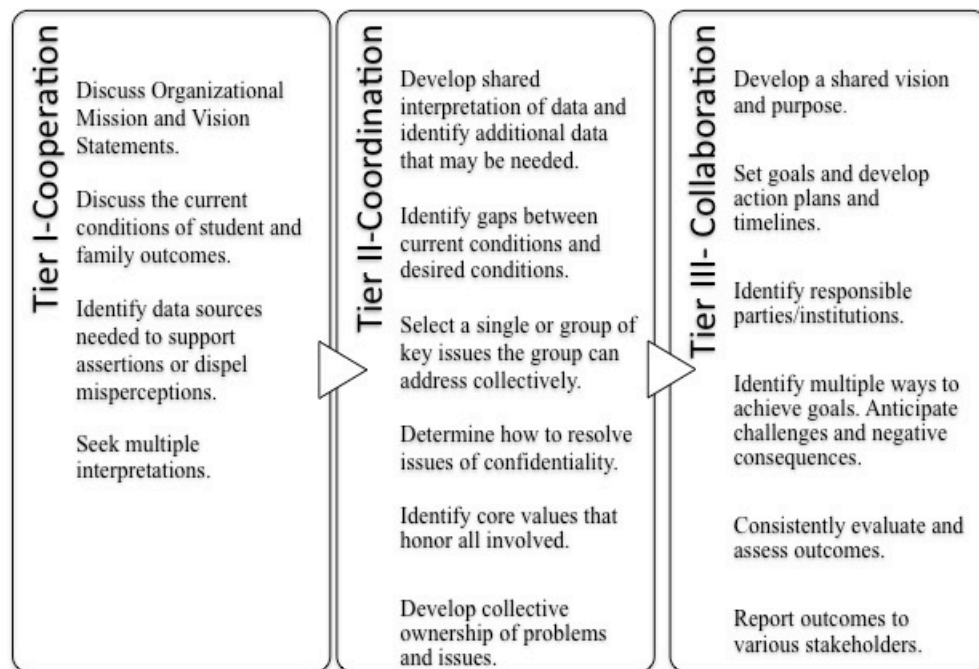 Tier I-Cooperation
Discuss Organizational
Mission and Vision
Statements.
Discuss the current
conditions of student and
family outcomes.
Identify data sources
needed to support
assertions or dispel
misperceptions.
Seek multiple
interpretations.
Tier II-Coordination
Develop shared
interpretation of data and
identify additional data
that may be needed.
Identify gaps between
current conditions and
desired conditions.
Select a single or group of
key issues the group can
address collectively.
Determine how to resolve
issues of confidentiality.
Identify core values that
honor all involved.
Develop collective
ownership of problems
and issues.
Tier III- Collaboration
Develop a shared vision
and purpose.
Set goals and develop
action plans and
timelines.
Identify responsible
parties/institutions.
Identify multiple ways to
achieve goals. Anticipate
challenges and negative
consequences.
Consistently evaluate and
assess outcomes.
Report outcomes to
various stakeholders.